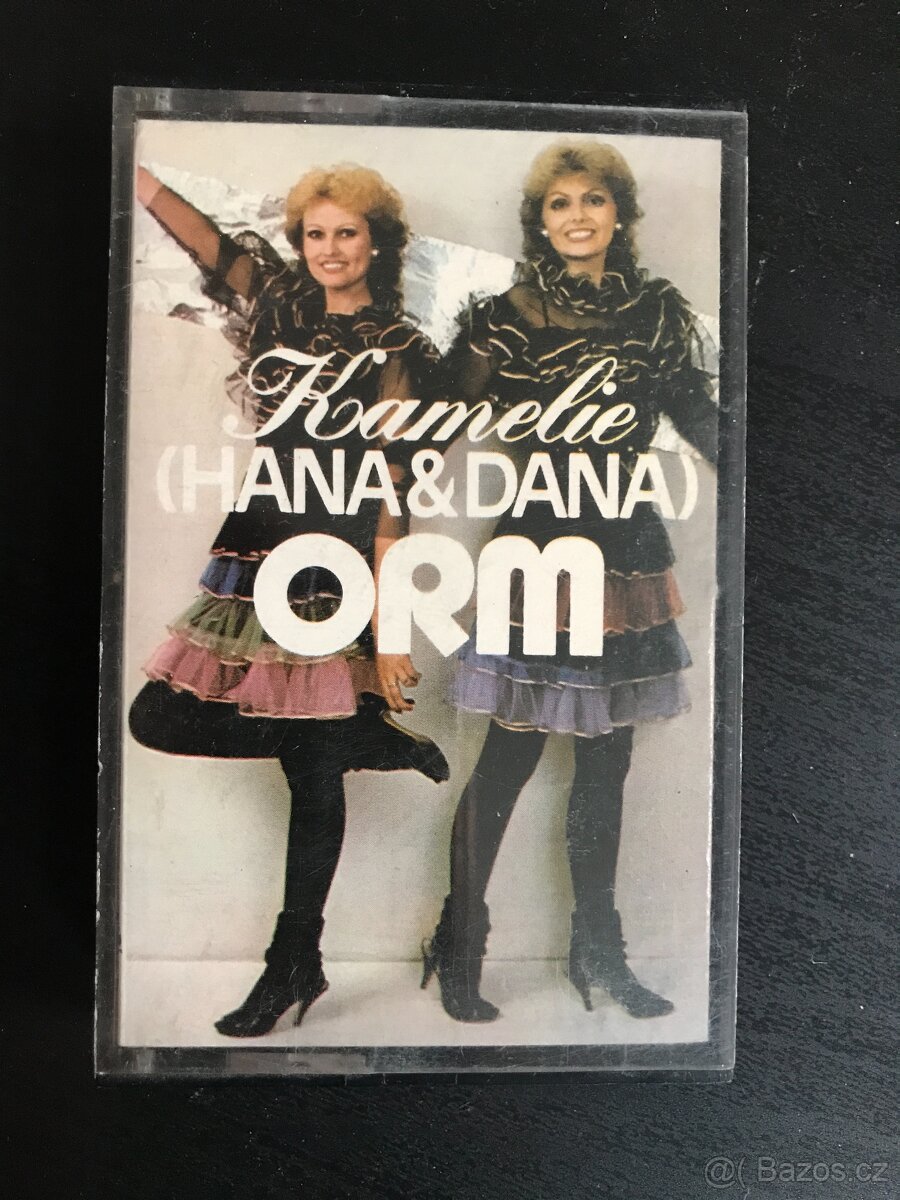 Kamelie
(HANA&DANA)
ORM
@( Bazos.cz